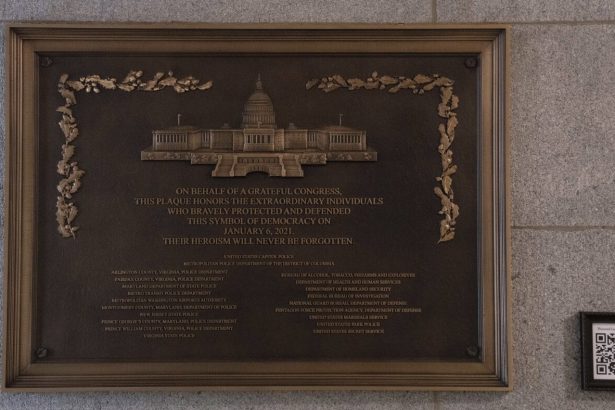 ON BEHALF OF A GRATEFUL CONGRESS,
THIS PLAQUE HONORS THE EXTRAORDINARY INDIVIDUALS
WHO BRAVELY PROTECTED AND DEFENDED
THIS SYMBOL OF DEMOCRACY ON
JANUARY 6, 2021.
THEIR HEROISM WILL NEVER BE FORGOTTEN.
UNITED STATES CAPITOL POLICE
METROPOLITAN POLICE DEPARTMENT OF THE DISTRICT OF COLUMBIA
ARLINGTON COUNTY, VIRGINIA, POLICE DEPARTMENT
FAIRFAX COUNTY, VIRGINIA, POLICE DEPARTMENT
MARYLAND DEPARTMENT OF STATE POLICE
METRO TRANSIT POLICE DEPARTMENT
METROPOLITAN WASHINGTON AIRPORTS AUTHORITY
MONTGOMERY COUNTY, MARYLAND, DEPARTMENT OF POLICE
NEW JERSEY STATE POLICE
PRINCE GEORGE'S COUNTY, MARYLAND, POLICE DEPARTMENT
PRINCE WILLIAM COUNTY, VIRGINIA, POLICE DEPARTMENT
VIRGINIA STATE POLICE
BUREAU OF ALCOHOL, TOBACCO, FIREARMS AND EXPLOSIVES
DEPARTMENT OF HEALTH AND HUMAN SERVICES
DEPARTMENT OF HOMELAND SECURITY
FEDERAL BUREAU OF INVESTIGATION
NATIONAL GUARD BUREAU, DEPARTMENT OF DEFENSE
PENTAGON FORCE PROTECTION AGENCY, DEPARTMENT OF DEFENSE
UNITED STATES MARSHALS SERVICE
UNITED STATES PARK POLICE
UNITED STATES SECRET SERVICE